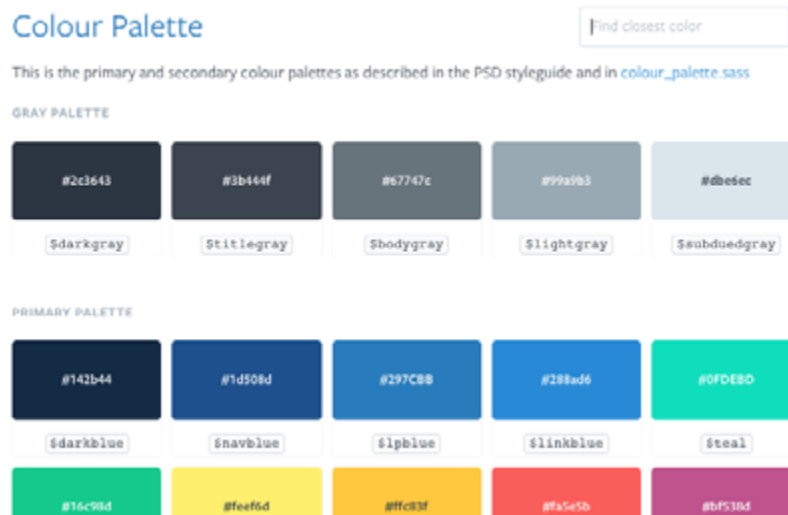 Colour Palette
Find closest color
This is the primary and secondary colour palettes as described in the PSD styleguide and in colour_palette.sass
GRAY PALETTE
#2c3643 #3b444f #67747c #99a9b3 #dbe6ec
$darkgray $titlegray $bodygray $lightgray $subduedgray
PRIMARY PALETTE
#142b44 #1d508d #297CBB #288ad6 #0FDEBD
$darkblue $navblue $lpblue $linkblue $teal
#16c98d #feef6d #ffc83f #fa5e5b #bf538d